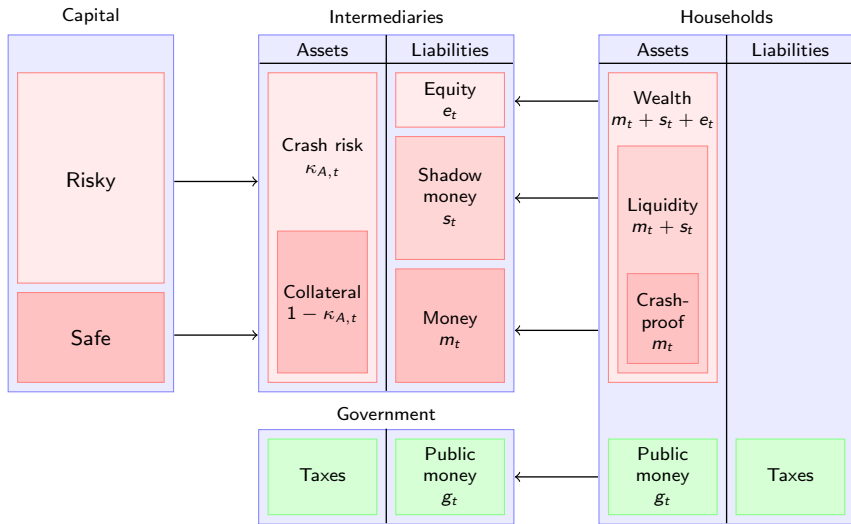 Capital
Risky
Safe
Intermediaries
Assets
Liabilities
Crash risk
κ_{A,t}
Collateral
1 − κ_{A,t}
Equity
e_t
Shadow
money
s_t
Money
m_t
Households
Assets
Liabilities
Wealth
m_t + s_t + e_t
Liquidity
m_t + s_t
Crash-
proof
m_t
Government
Taxes
Public
money
g_t
Public
money
g_t
Taxes